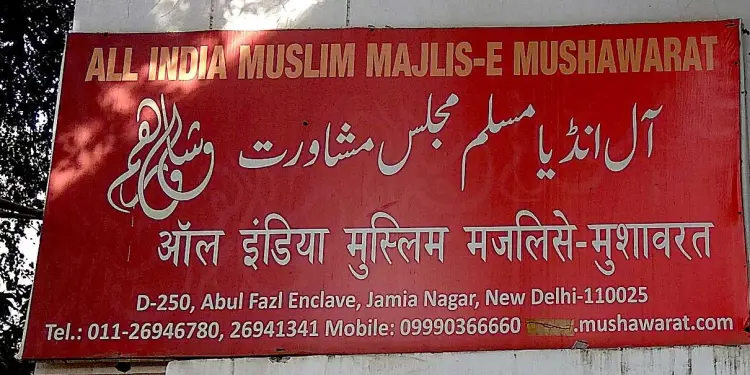 ALL INDIA MUSLIM MAJLIS-E MUSHAWARAT
آل انڈیا مسلم مجلس مشاورت
ऑल इंडिया मुस्लिम मजलिसे-मुशावरत
D-250, Abul Fazl Enclave, Jamia Nagar, New Delhi-110025
Tel.: 011-26946780, 26941341 Mobile: 09990366660 .mushawarat.com